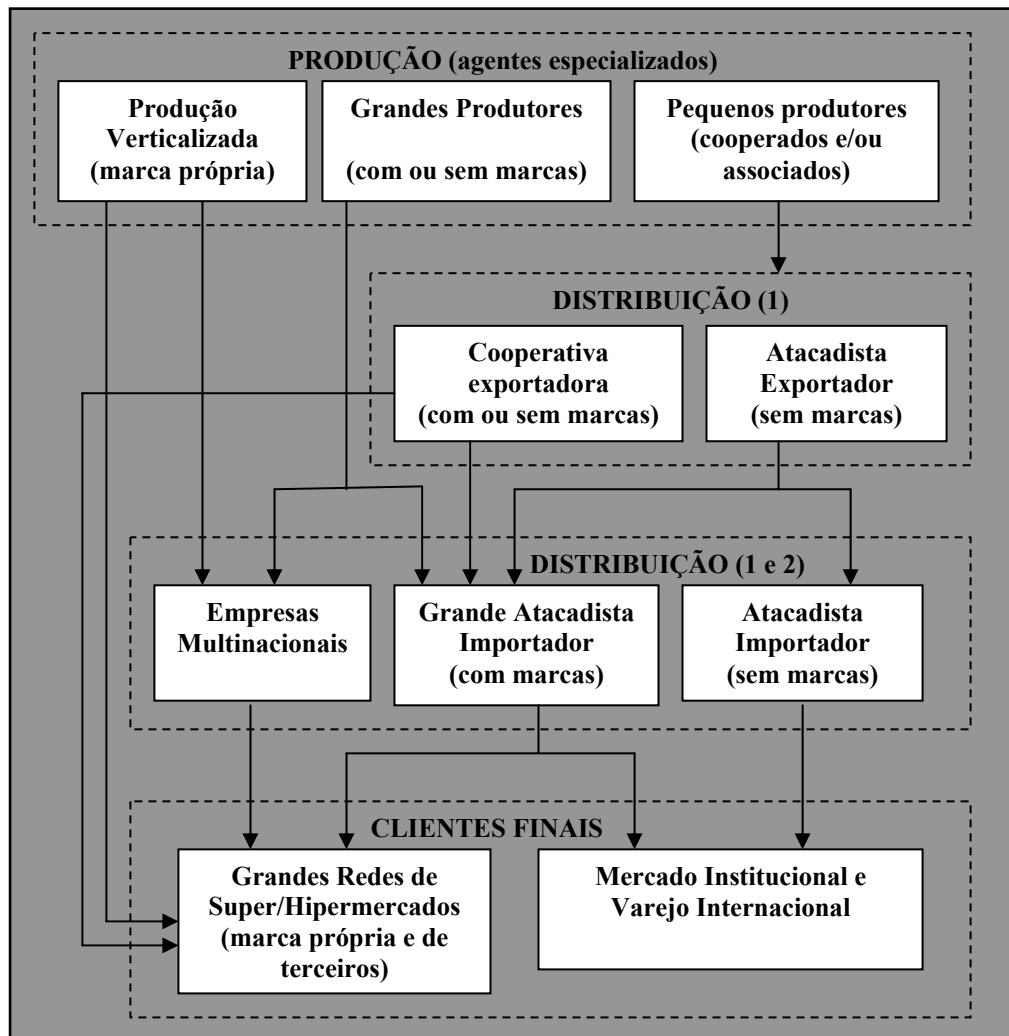 PRODUÇÃO (agentes especializados)
Produção
Verticalizada
(marca própria)
Grandes Produtores
(com ou sem marcas)
Pequenos produtores
(cooperados e/ou
associados)
DISTRIBUIÇÃO (1)
Cooperativa
exportadora
(com ou sem marcas)
Atacadista
Exportador
(sem marcas)
DISTRIBUIÇÃO (1 e 2)
Empresas
Multinacionais
Grande Atacadista
Importador
(com marcas)
Atacadista
Importador
(sem marcas)
CLIENTES FINAIS
Grandes Redes de
Super/Hipermercados
(marca própria e de
terceiros)
Mercado Institucional e
Varejo Internacional